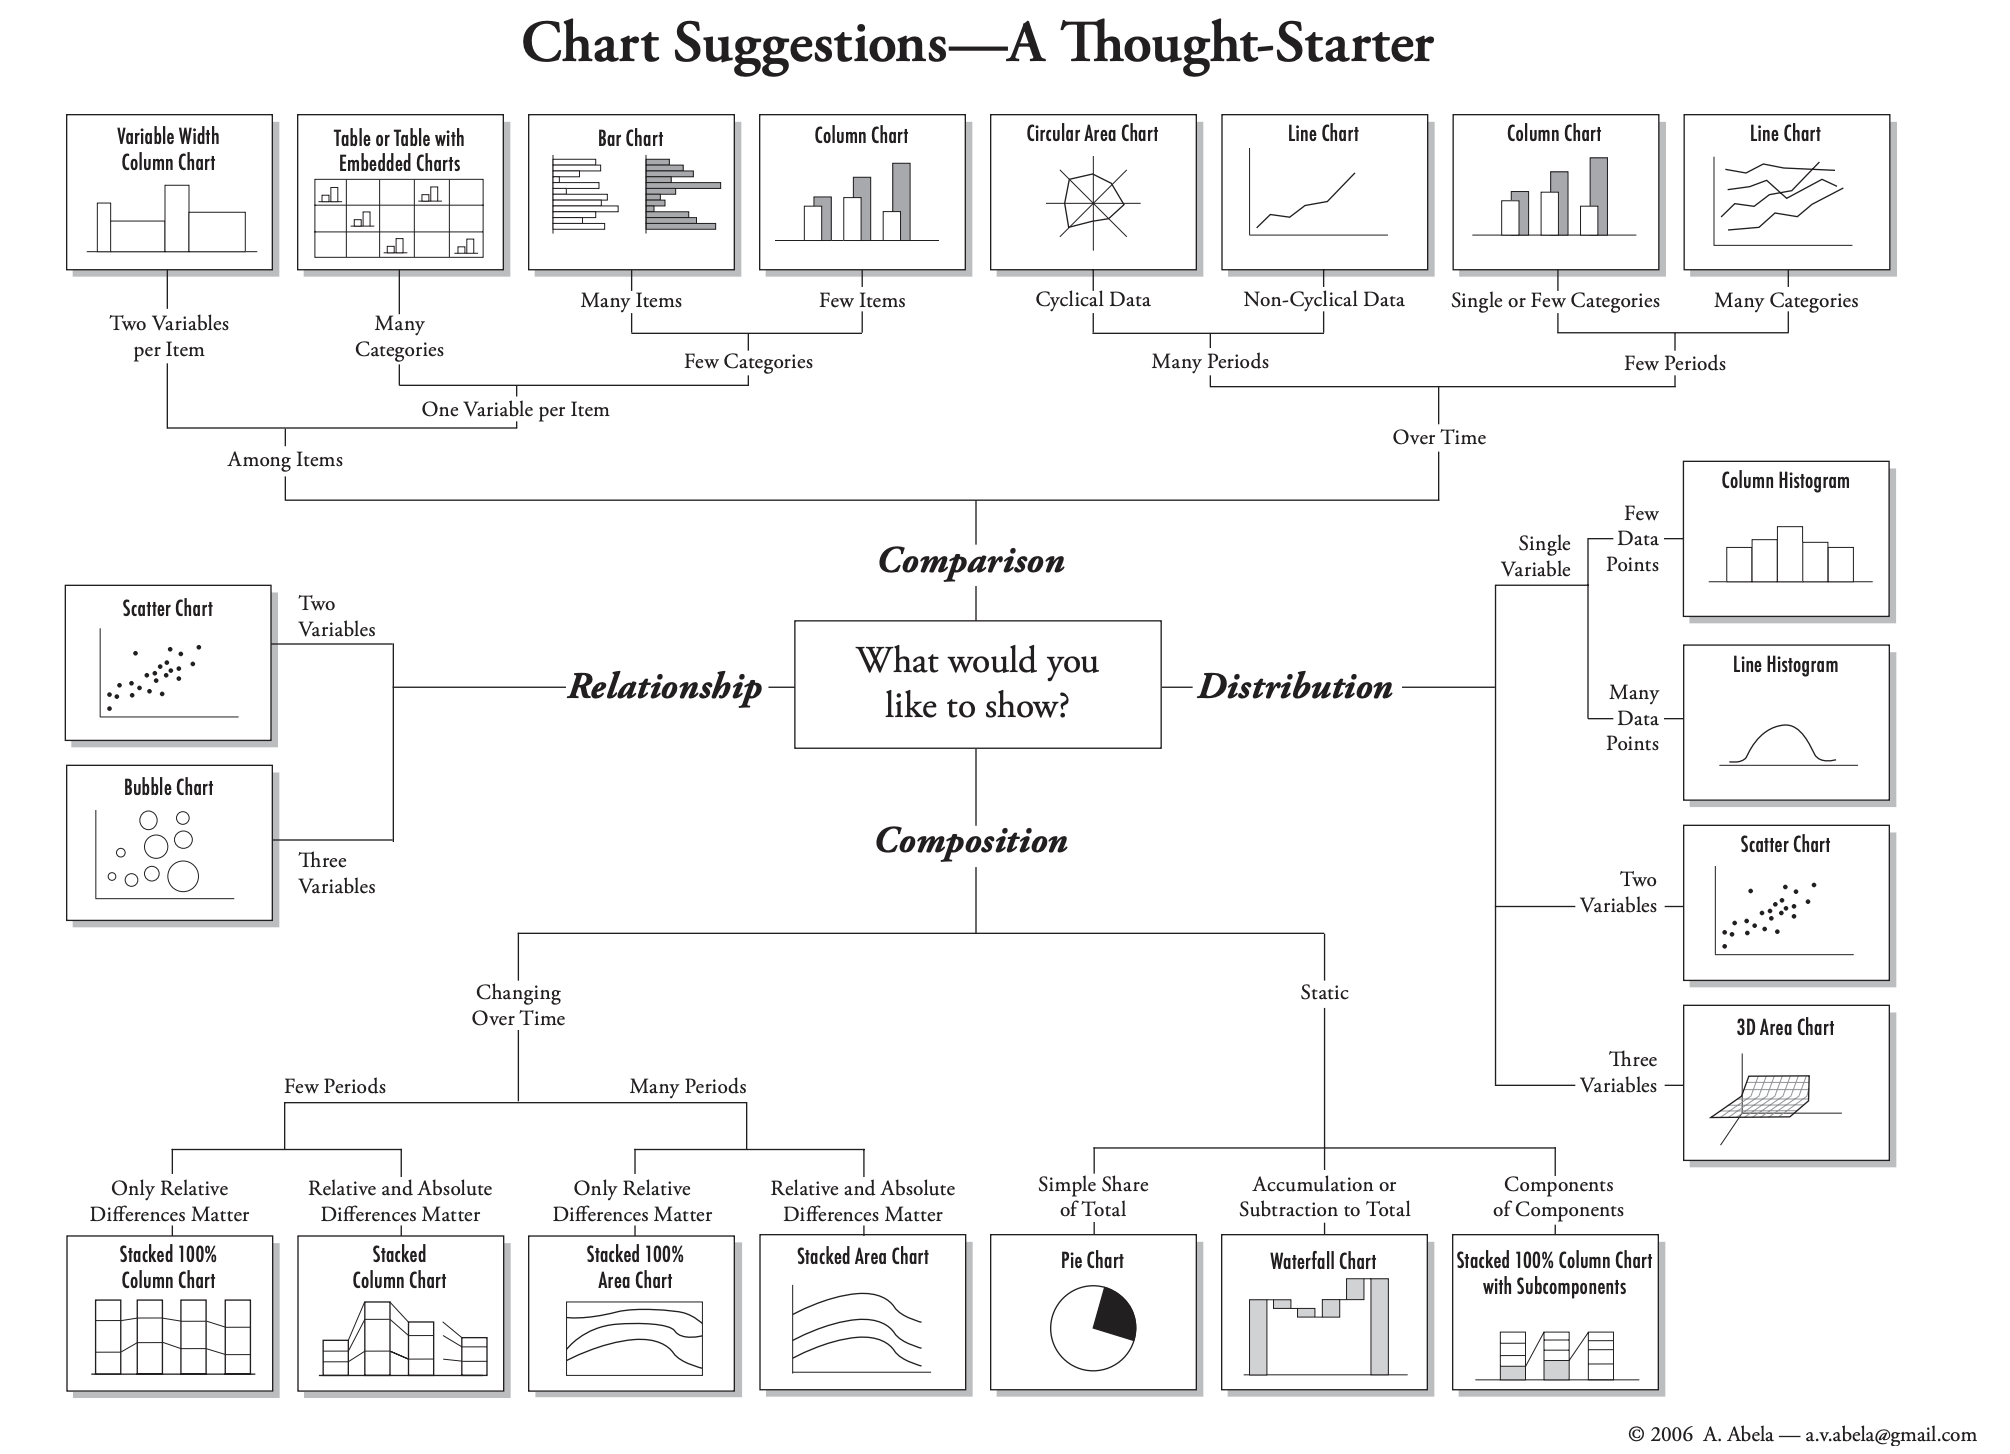 Chart Suggestions—A Thought-Starter
Variable Width
Column Chart
Table or Table with
Embedded Charts
Bar Chart
Column Chart
Circular Area Chart
Line Chart
Column Chart
Line Chart
Two Variables
per Item
Many
Categories
Many Items
Few Items
Cyclical Data
Non-Cyclical Data
Single or Few Categories
Many Categories
Few Categories
Many Periods
Few Periods
One Variable per Item
Among Items
Over Time
Comparison
What would you
like to show?
Relationship
Two
Variables
Scatter Chart
Three
Variables
Bubble Chart
Distribution
Single
Variable
Few
Data
Points
Column Histogram
Many
Data
Points
Line Histogram
Two
Variables
Scatter Chart
Three
Variables
3D Area Chart
Composition
Changing
Over Time
Static
Few Periods
Many Periods
Only Relative
Differences Matter
Relative and Absolute
Differences Matter
Only Relative
Differences Matter
Relative and Absolute
Differences Matter
Simple Share
of Total
Accumulation or
Subtraction to Total
Components
of Components
Stacked 100%
Column Chart
Stacked
Column Chart
Stacked 100%
Area Chart
Stacked Area Chart
Pie Chart
Waterfall Chart
Stacked 100% Column Chart
with Subcomponents
© 2006 A. Abela — a.v.abela@gmail.com